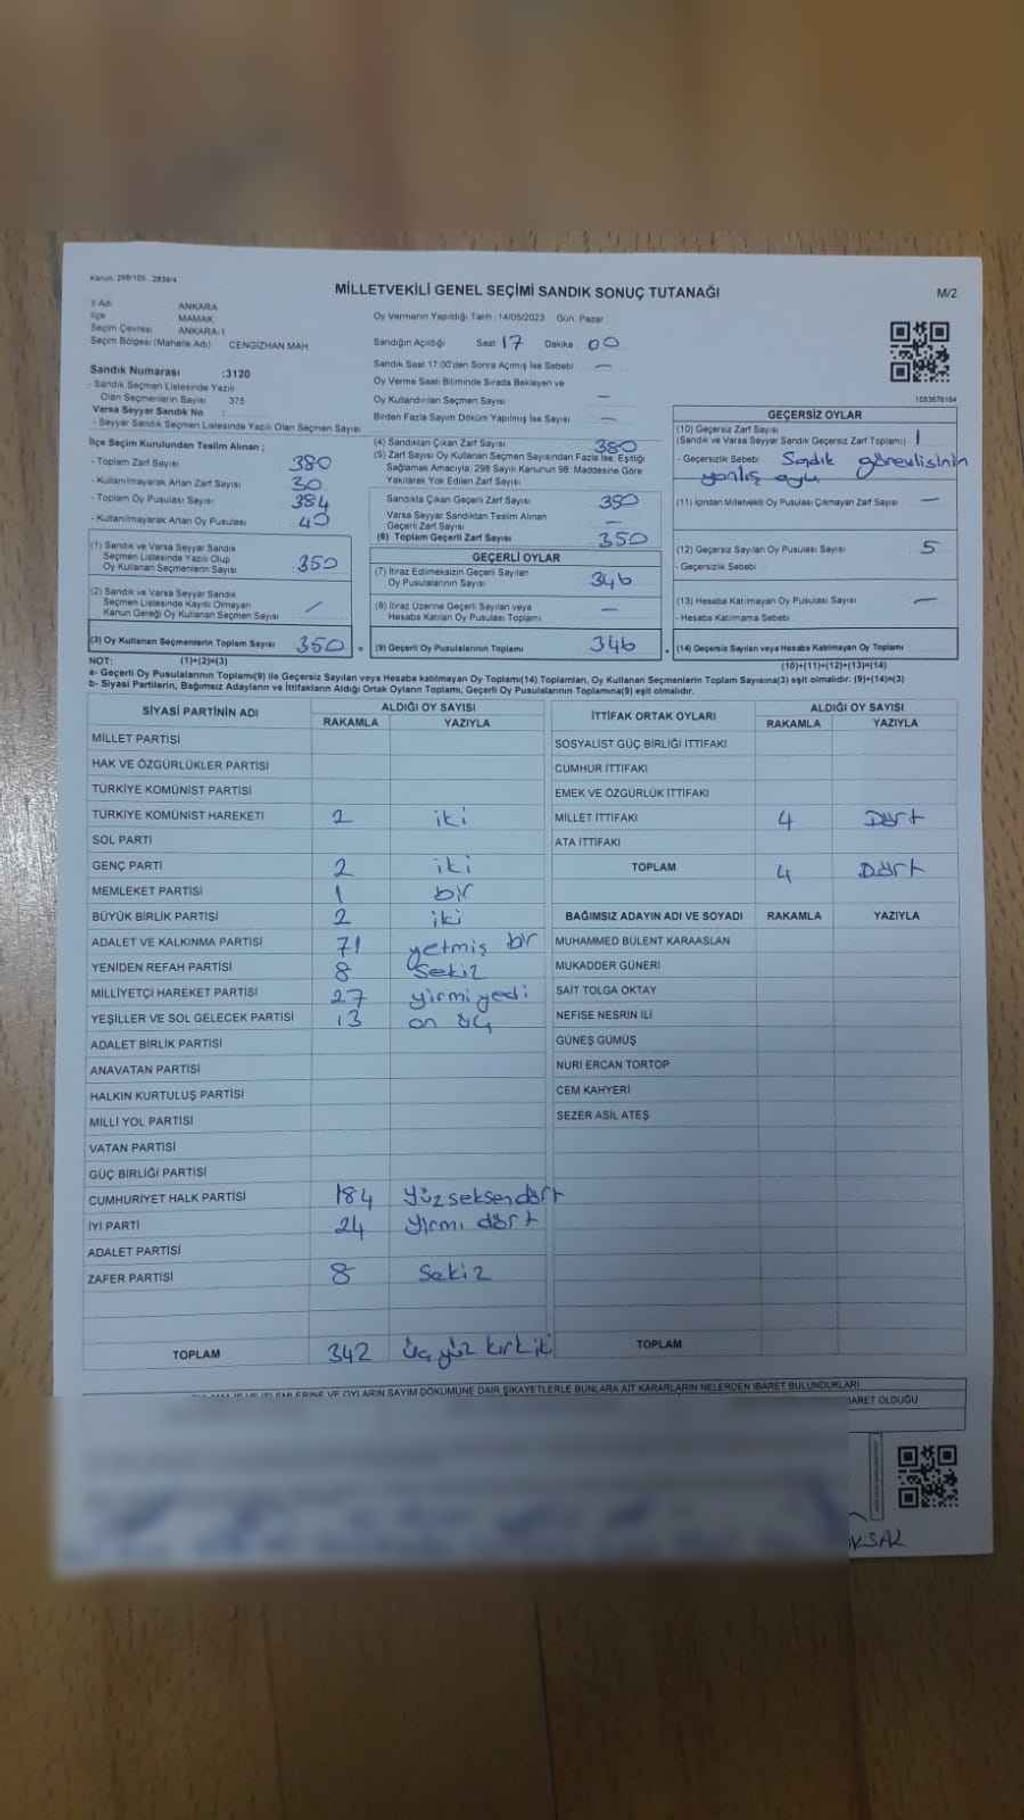 MİLLETVEKİLİ GENEL SEÇİMİ SANDIK SONUÇ TUTANAĞI
M/2
İl Adı ANKARA
İlçe MAMAK
Seçim Çevresi ANKARA-1
Seçim Bölgesi (Mahalle Adı) CENGİZHAN MAH
Sandık Numarası :3120
- Sandık Seçmen Listesinde Yazılı
Olan Seçmenlerin Sayısı 375
Varsa Seyyar Sandık No :
- Seyyar Sandık Seçmen Listesinde Yazılı Olan Seçmen Sayısı
İlçe Seçim Kurulundan Teslim Alınan ;
- Toplam Zarf Sayısı 380
- Kullanılmayarak Artan Zarf Sayısı 30
- Toplam Oy Pusulası Sayısı 384
- Kullanılmayarak Artan Oy Pusulası 40
(1) Sandık ve Varsa Seyyar Sandık
Seçmen Listesinde Yazılı Olup
Oy Kullanan Seçmenlerin Sayısı 350
(2) Sandık ve Varsa Seyyar Sandık
Seçmen Listesinde Kayıtlı Olmayan
Kanun Gereği Oy Kullanan Seçmen Sayısı /
(3) Oy Kullanan Seçmenlerin Toplam Sayısı 350
Oy Vermenin Yapıldığı Tarih : 14/05/2023 Gün: Pazar
Sandığın Açıldığı Saat 17 Dakika 00
Sandık Saat 17:00'den Sonra Açılmış İse Sebebi —
Oy Verme Saati Bitiminde Sırada Bekleyen ve
Oy Kullandırılan Seçmen Sayısı —
Birden Fazla Sayım Döküm Yapılmış İse Sayısı —
(4) Sandıktan Çıkan Zarf Sayısı
(5) Zarf Sayısı Oy Kullanan Seçmen Sayısından Fazla İse, Eşitliği
Sağlamak Amacıyla, 298 Sayılı Kanunun 98. Maddesine Göre
Yakılarak Yok Edilen Zarf Sayısı
Sandıkta Çıkan Geçerli Zarf Sayısı 350
Varsa Seyyar Sandıktan Teslim Alınan
Geçerli Zarf Sayısı —
(6) Toplam Geçerli Zarf Sayısı 350
GEÇERLİ OYLAR
(7) İtiraz Edilmeksizin Geçerli Sayılan
Oy Pusulalarının Sayısı 346
(8) İtiraz Üzerine Geçerli Sayılan veya
Hesaba Katılan Oy Pusulası Toplamı —
(9) Geçerli Oy Pusulalarının Toplamı 346
GEÇERSİZ OYLAR
(10) Geçersiz Zarf Sayısı
(Sandık ve Varsa Seyyar Sandık Geçersiz Zarf Toplamı) 1
- Geçersizlik Sebebi Sandık görevlisinin
yanlış oyu
(11) İçinden Milletvekili Oy Pusulası Çıkmayan Zarf Sayısı —
(12) Geçersiz Sayılan Oy Pusulası Sayısı 5
- Geçersizlik Sebebi
(13) Hesaba Katılmayan Oy Pusulası Sayısı —
- Hesaba Katılmama Sebebi
(14) Geçersiz Sayılan veya Hesaba Katılmayan Oy Toplamı
NOT: (1)+(2)=(3) (10)+(11)+(12)+(13)=(14)
a- Geçerli Oy Pusulalarının Toplamı(9) ile Geçersiz Sayılan veya Hesaba katılmayan Oy Toplamı(14) Toplamları, Oy Kullanan Seçmenlerin Toplam Sayısına(3) eşit olmalıdır. (9)+(14)=(3)
b- Siyasi Partilerin, Bağımsız Adayların ve İttifakların Aldığı Ortak Oyların Toplamı, Geçerli Oy Pusulalarının Toplamına(9) eşit olmalıdır.
SİYASİ PARTİNİN ADI ALDIĞI OY SAYISI
RAKAMLA YAZIYLA
MİLLET PARTİSİ
HAK VE ÖZGÜRLÜKLER PARTİSİ
TÜRKİYE KOMÜNİST PARTİSİ
TÜRKİYE KOMÜNİST HAREKETİ 2 iki
SOL PARTİ
GENÇ PARTİ 2 iki
MEMLEKET PARTİSİ 1 bir
BÜYÜK BİRLİK PARTİSİ 2 iki
ADALET VE KALKINMA PARTİSİ 71 yetmiş bir
YENİDEN REFAH PARTİSİ 8 Sekiz
MİLLİYETÇİ HAREKET PARTİSİ 27 yirmi yedi
YEŞİLLER VE SOL GELECEK PARTİSİ 13 on üç
ADALET BİRLİK PARTİSİ
ANAVATAN PARTİSİ
HALKIN KURTULUŞ PARTİSİ
MİLLİ YOL PARTİSİ
VATAN PARTİSİ
GÜÇ BİRLİĞİ PARTİSİ
CUMHURİYET HALK PARTİSİ 184 Yüzseksendört
İYİ PARTİ 24 Yirmi dört
ADALET PARTİSİ
ZAFER PARTİSİ 8 Sekiz
TOPLAM 342 Üç yüz kırk iki
İTTİFAK ORTAK OYLARI ALDIĞI OY SAYISI
RAKAMLA YAZIYLA
SOSYALİST GÜÇ BİRLİĞİ İTTİFAKI
CUMHUR İTTİFAKI
EMEK VE ÖZGÜRLÜK İTTİFAKI
MİLLET İTTİFAKI 4 Dört
ATA İTTİFAKI
TOPLAM 4 Dört
BAĞIMSIZ ADAYIN ADI VE SOYADI RAKAMLA YAZIYLA
MUHAMMED BÜLENT KARAASLAN
MUKADDER GÜNERİ
SAİT TOLGA OKTAY
NEFİSE NESRİN İLİ
GÜNEŞ GÜMÜŞ
NURİ ERCAN TORTOP
CEM KAHYERİ
SEZER ASİL ATEŞ
TOPLAM
VE OYLARIN SAYIM DÖKÜMÜNE DAİR ŞİKAYETLERLE BUNLARA AİT KARARLARIN NELERDEN İBARET BULUNDUKLARI
İBARET OLDUĞU